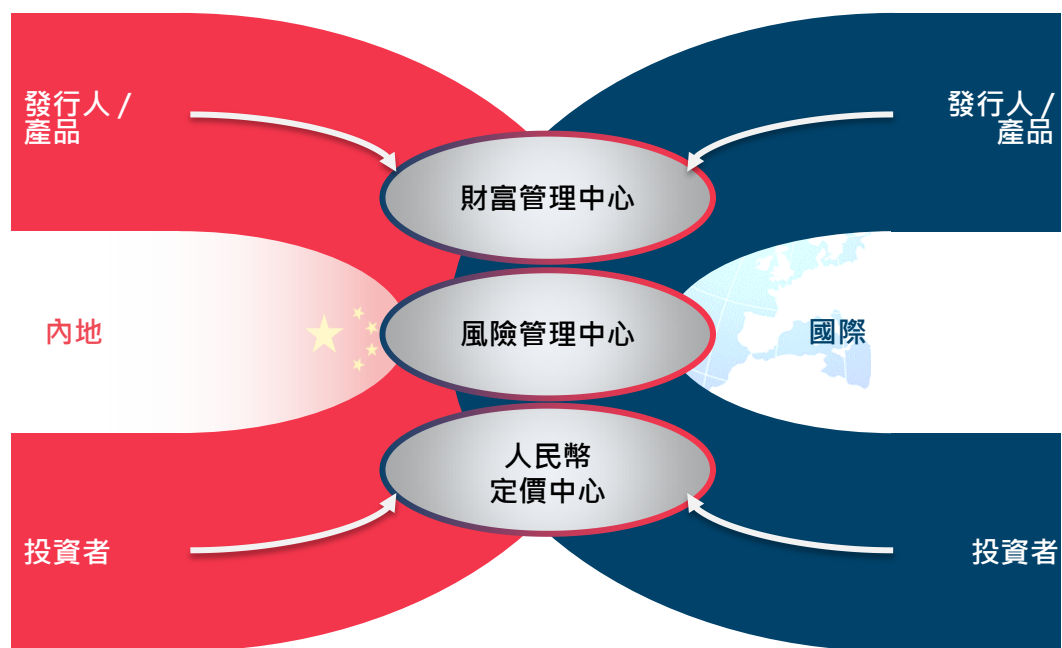 發行人 /
產品
發行人 /
產品
財富管理中心
內地
風險管理中心
國際
人民幣
定價中心
投資者
投資者